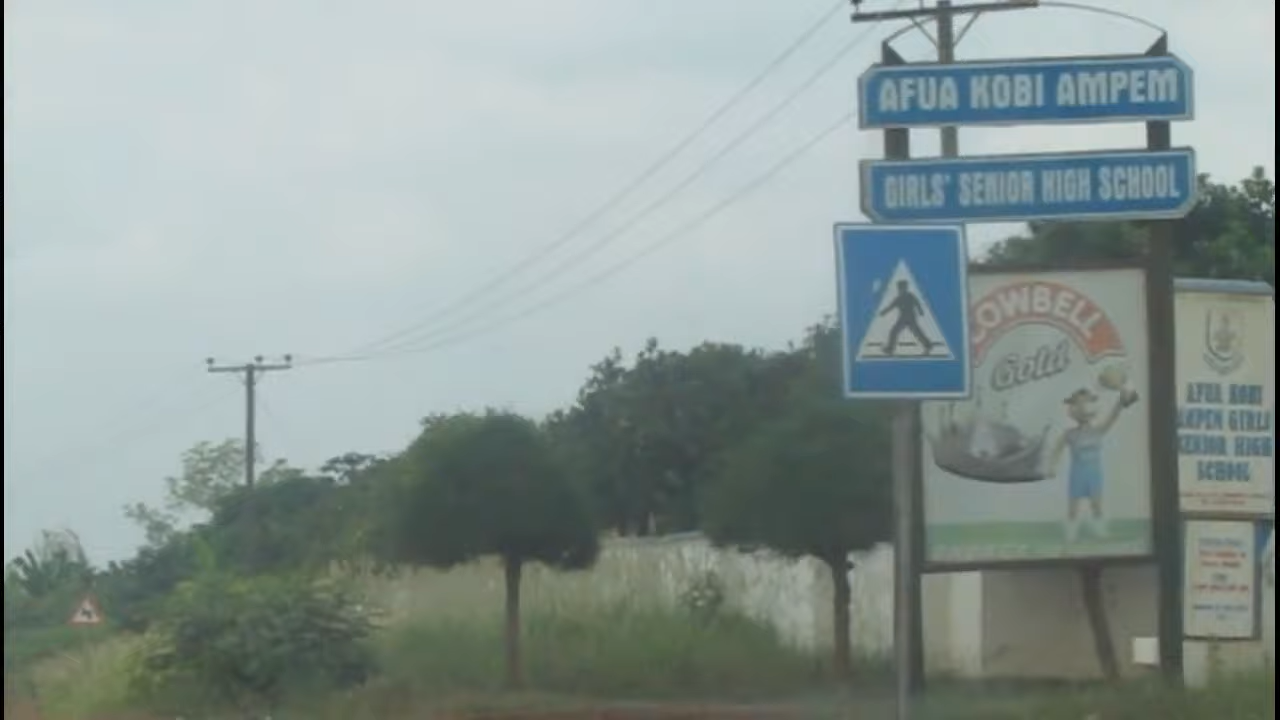 AFUA KOBI AMPEM
GIRLS' SENIOR HIGH SCHOOL
COWBELL
Gold
AFUA KOBI
AMPEM GIRLS
SENIOR HIGH
SCHOOL